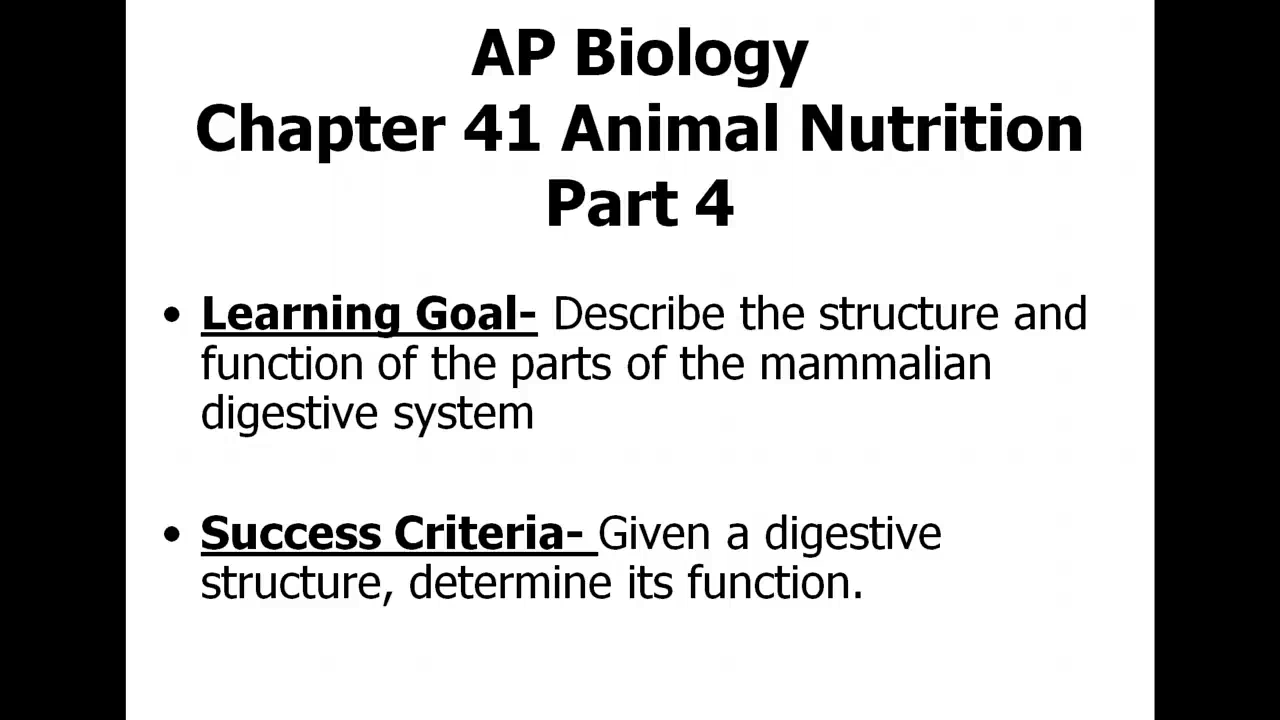 AP Biology
Chapter 41 Animal Nutrition
Part 4
• Learning Goal- Describe the structure and
function of the parts of the mammalian
digestive system
• Success Criteria- Given a digestive
structure, determine its function.